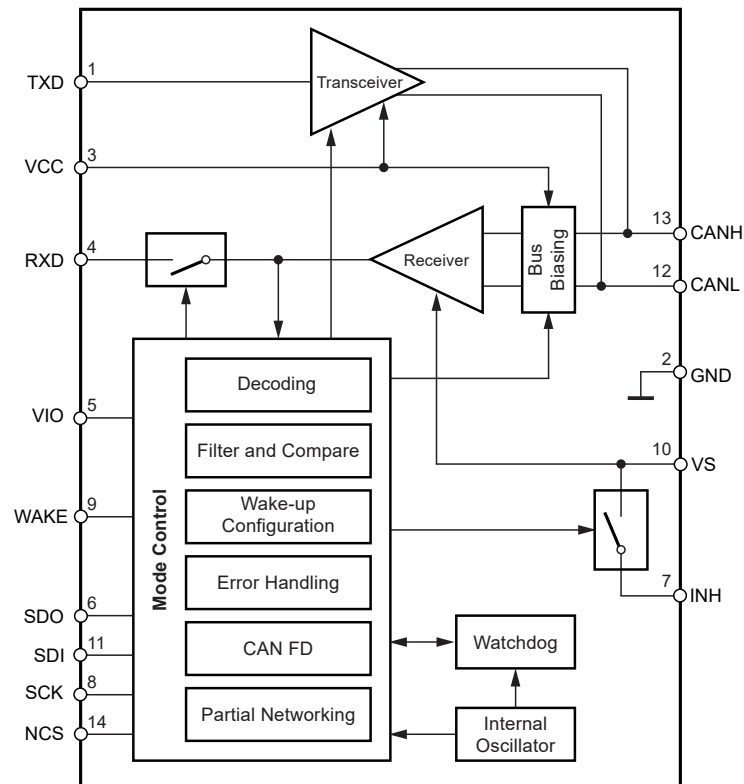 TXD
1
Transceiver
VCC
3
RXD
4
Receiver
Bus
Biasing
13
CANH
12
CANL
2
GND
Mode Control
Decoding
VIO
5
Filter and Compare
10
VS
WAKE
9
Wake-up
Configuration
Error Handling
7
INH
SDO
6
SDI
11
CAN FD
Watchdog
SCK
8
NCS
14
Partial Networking
Internal
Oscillator